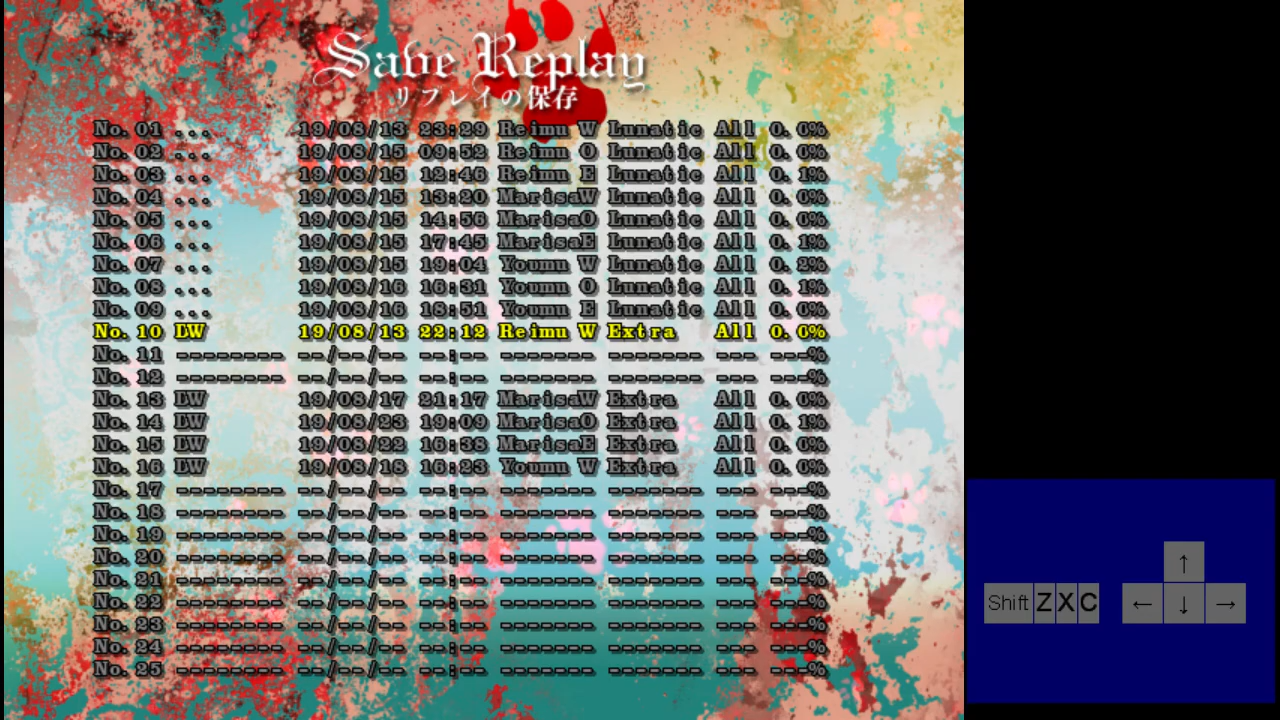 Save Replay
リプレイの保存
No. 01 ... 19/08/13 23:29 Reimu W Lunatic All 0.0%
No. 02 ... 19/08/15 09:52 Reimu O Lunatic All 0.0%
No. 03 ... 19/08/15 12:46 Reimu E Lunatic All 0.1%
No. 04 ... 19/08/15 13:20 MarisaW Lunatic All 0.0%
No. 05 ... 19/08/15 14:56 MarisaO Lunatic All 0.0%
No. 06 ... 19/08/15 17:45 MarisaE Lunatic All 0.1%
No. 07 ... 19/08/15 19:04 Youmu W Lunatic All 0.2%
No. 08 ... 19/08/16 16:31 Youmu O Lunatic All 0.1%
No. 09 ... 19/08/16 18:51 Youmu E Lunatic All 0.0%
No. 10 DW 19/08/13 22:12 Reimu W Extra All 0.0%
No. 11 -------- --/--/-- --:-- ------- ------- --- ---%
No. 12 -------- --/--/-- --:-- ------- ------- --- ---%
No. 13 DW 19/08/17 21:17 MarisaW Extra All 0.0%
No. 14 DW 19/08/23 19:09 MarisaO Extra All 0.1%
No. 15 DW 19/08/22 16:38 MarisaE Extra All 0.0%
No. 16 DW 19/08/18 16:23 Youmu W Extra All 0.0%
No. 17 -------- --/--/-- --:-- ------- ------- --- ---%
No. 18 -------- --/--/-- --:-- ------- ------- --- ---%
No. 19 -------- --/--/-- --:-- ------- ------- --- ---%
No. 20 -------- --/--/-- --:-- ------- ------- --- ---%
No. 21 -------- --/--/-- --:-- ------- ------- --- ---%
No. 22 -------- --/--/-- --:-- ------- ------- --- ---%
No. 23 -------- --/--/-- --:-- ------- ------- --- ---%
No. 24 -------- --/--/-- --:-- ------- ------- --- ---%
No. 25 -------- --/--/-- --:-- ------- ------- --- ---%
↑
Shift Z X C ← ↓ →